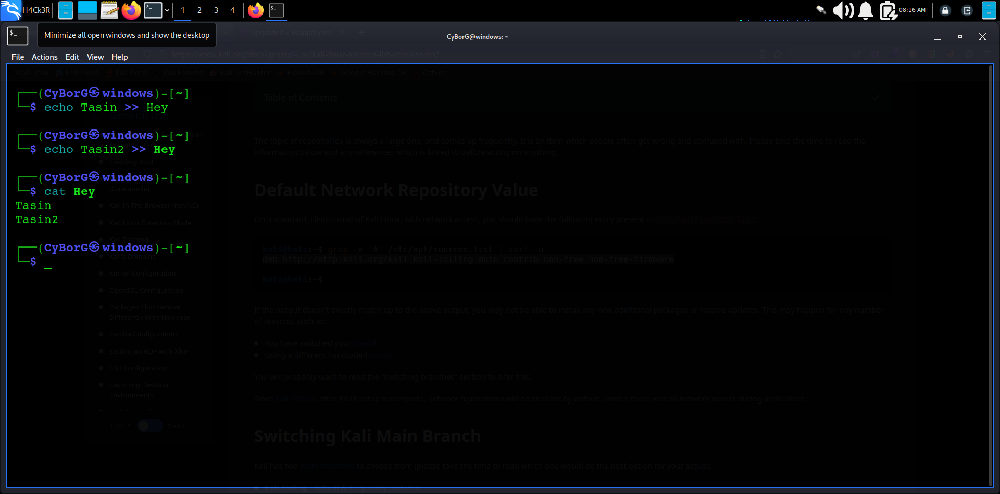 H4Ck3R 1 2 3 4 08:16 AM
Minimize all open windows and show the desktop
Upgraded - Wappalyzer
CyBorG@windows: ~
File Actions Edit View Help
https://www.kali.org/docs/general-use/kali-linux-sources-list-repositories/
Kali Linux Kali Tools Kali Docs Kali Forums Kali NetHunter Exploit-DB Google Hacking DB OffSec
┌──(CyBorG㉿windows)-[~]
└─$ echo Tasin >> Hey
┌──(CyBorG㉿windows)-[~]
└─$ echo Tasin2 >> Hey
┌──(CyBorG㉿windows)-[~]
└─$ cat Hey
Tasin
Tasin2
┌──(CyBorG㉿windows)-[~]
└─$ _
General Use
SSH
Enabling Root
(Guacamole)
Kali In The Browser (noVNC)
Kali Linux Forensics Mode
Kali Training
Kali's Domains
Kernel Configuration
OpenSSL Configuration
Packages That Behave
Differently With Non-root
Samba Configuration
Setting up RDP with Xfce
SSH Configuration
Switching Desktop
Environments
LIGHT DARK
Table of Contents
The topic of repositories is always a large one, and comes up frequently. It is an item which people often get wrong and confused with. Please take the time to read the
information below and any references which is linked to before acting on anything.
Default Network Repository Value
On a standard, clean install of Kali Linux, with network access, you should have the following entry present in /etc/apt/sources.list:
kali@kali:~$ grep -v '#' /etc/apt/sources.list | sort -u
deb http://http.kali.org/kali kali-rolling main contrib non-free non-free-firmware
kali@kali:~$
If the output doesn't exactly match up to the above output, you may not be able to install any new additional packages or receive updates. This may happen for any number
of reasons, such as:
You have switched your branch.
Using a different hardcoded mirror.
You will probably want to read the "switching branches" section to alter this.
Since Kali 2020.3, after Kali's setup is complete, network repositories will be enabled by default, even if there was no network access during installation.
Switching Kali Main Branch
Kali has two main branches to choose from (please take the time to read which one would be the best option for your setup):
kali-rolling - default & frequently updated